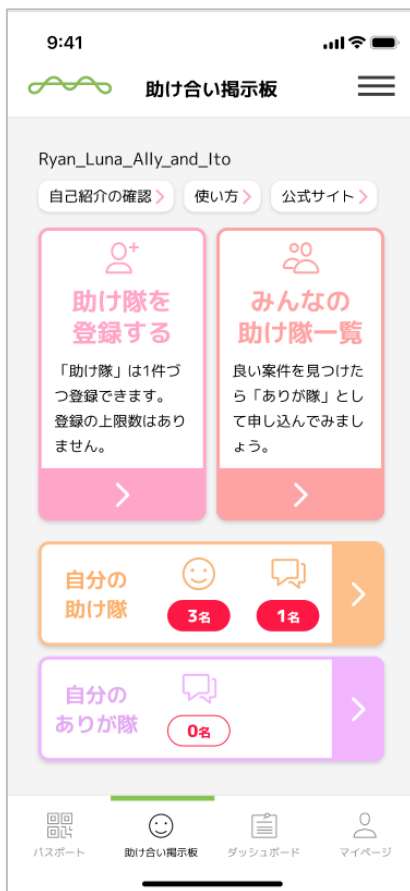 9:41
助け合い掲示板
Ryan_Luna_Ally_and_Ito
自己紹介の確認 使い方 公式サイト
助け隊を
登録する
「助け隊」は1件づ
つ登録できます。
登録の上限数はあり
ません。
みんなの
助け隊一覧
良い案件を見つけた
ら「ありが隊」とし
て申し込んでみまし
ょう。
自分の
助け隊
3名 1名
自分の
ありが隊
0名
パスポート 助け合い掲示板 ダッシュボード マイページ